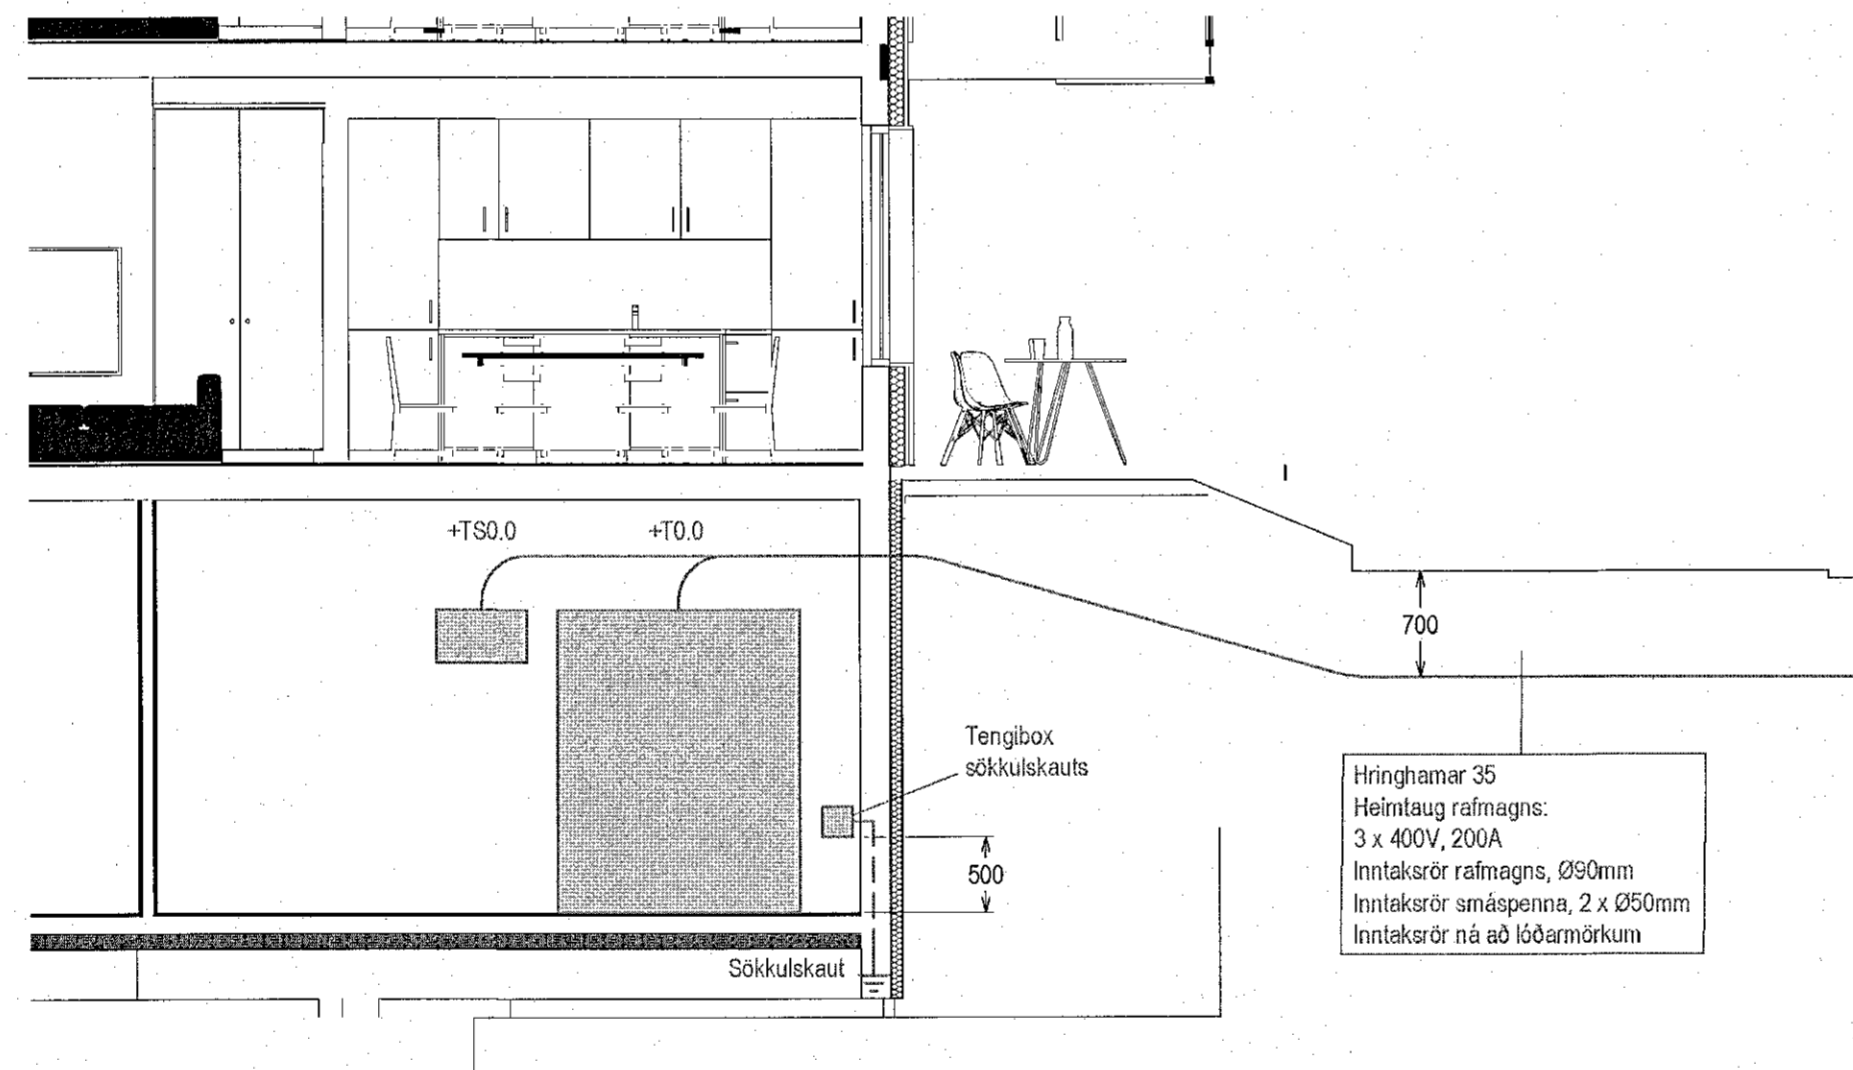 +TS0.0
+T0.0
700
Tengibox
sökkulskauts
500
Sökkulskaut
Hringhamar 35
Heimtaug rafmagns:
3 x 400V, 200A
Inntaksrör rafmagns, Ø90mm
Inntaksrör smáspenna, 2 x Ø50mm
Inntaksrör ná að lóðarmörkum